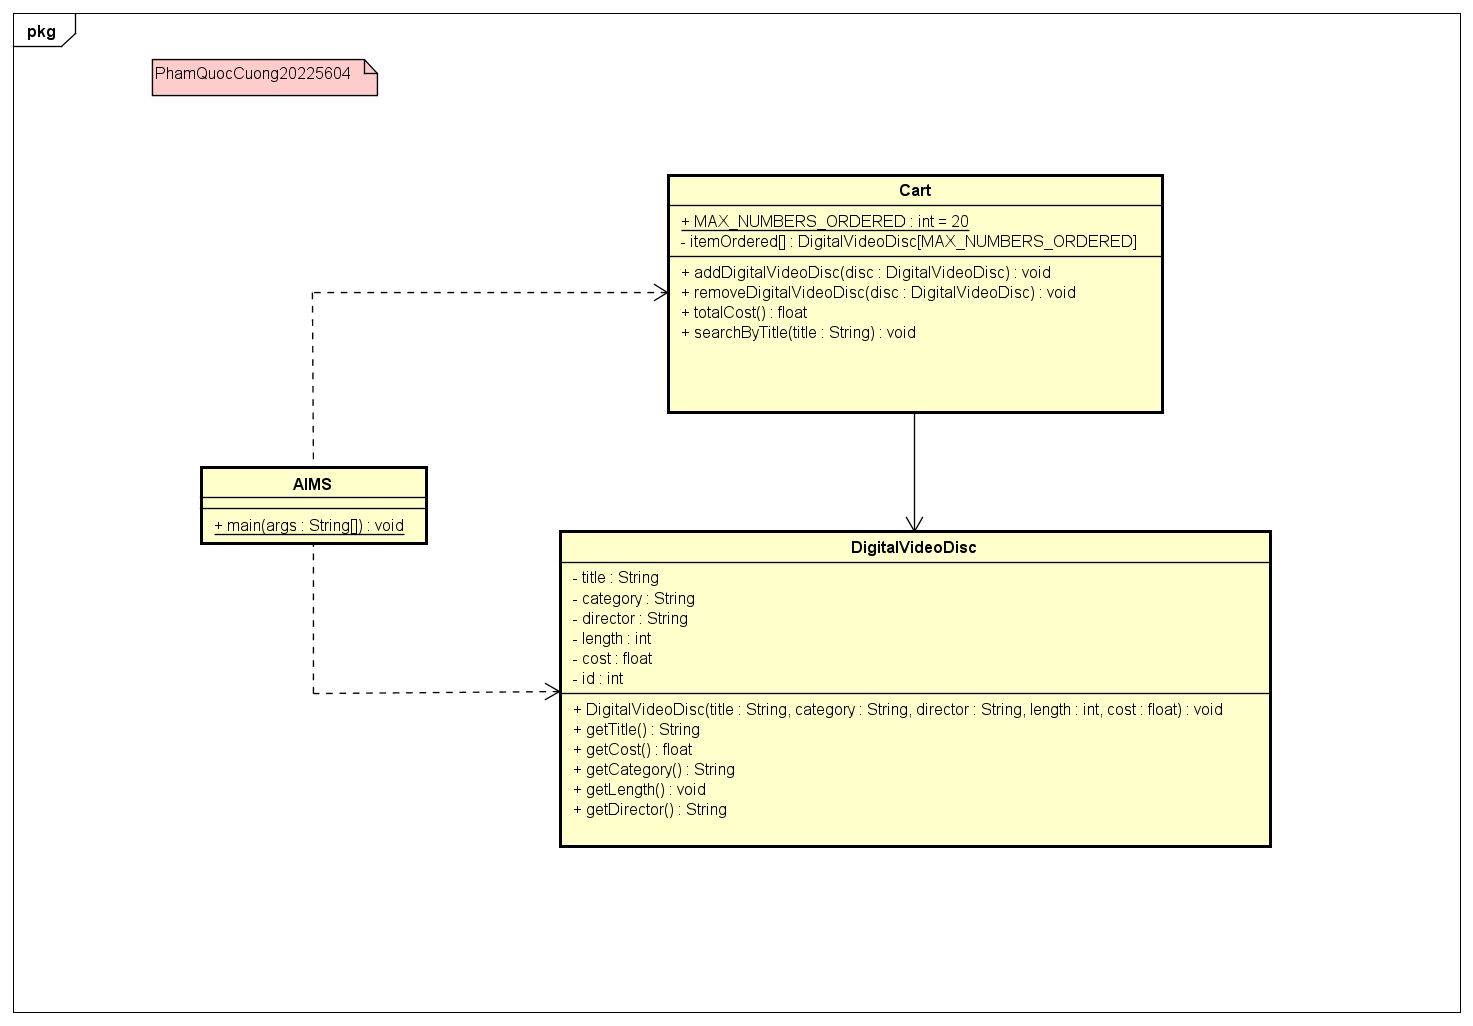 pkg
PhamQuocCuong20225604
Cart
+ MAX_NUMBERS_ORDERED : int = 20
- itemOrdered[] : DigitalVideoDisc[MAX_NUMBERS_ORDERED]
+ addDigitalVideoDisc(disc : DigitalVideoDisc) : void
+ removeDigitalVideoDisc(disc : DigitalVideoDisc) : void
+ totalCost() : float
+ searchByTitle(title : String) : void
AIMS
+ main(args : String[]) : void
DigitalVideoDisc
- title : String
- category : String
- director : String
- length : int
- cost : float
- id : int
+ DigitalVideoDisc(title : String, category : String, director : String, length : int, cost : float) : void
+ getTitle() : String
+ getCost() : float
+ getCategory() : String
+ getLength() : void
+ getDirector() : String